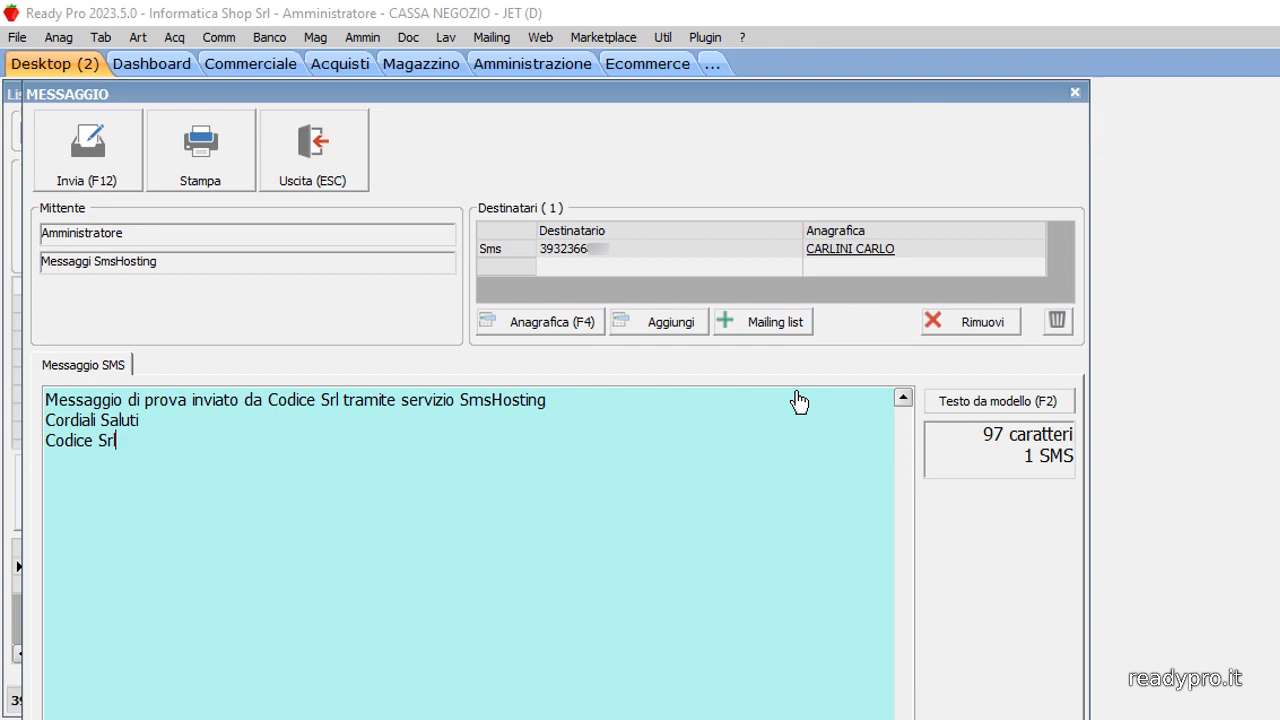 Ready Pro 2023.5.0 - Informatica Shop Srl - Amministratore - CASSA NEGOZIO - JET (D)
File Anag Tab Art Acq Comm Banco Mag Ammin Doc Lav Mailing Web Marketplace Util Plugin ?
Desktop (2) Dashboard Commerciale Acquisti Magazzino Amministrazione Ecommerce ...
MESSAGGIO
Invia (F12) Stampa Uscita (ESC)
Mittente
Amministratore
Messaggi SmsHosting
Destinatari ( 1 )
Destinatario Anagrafica
Sms 3932366 CARLINI CARLO
Anagrafica (F4) Aggiungi Mailing list Rimuovi
Messaggio SMS
Messaggio di prova inviato da Codice Srl tramite servizio SmsHosting
Cordiali Saluti
Codice Srl
Testo da modello (F2)
97 caratteri
1 SMS
readypro.it